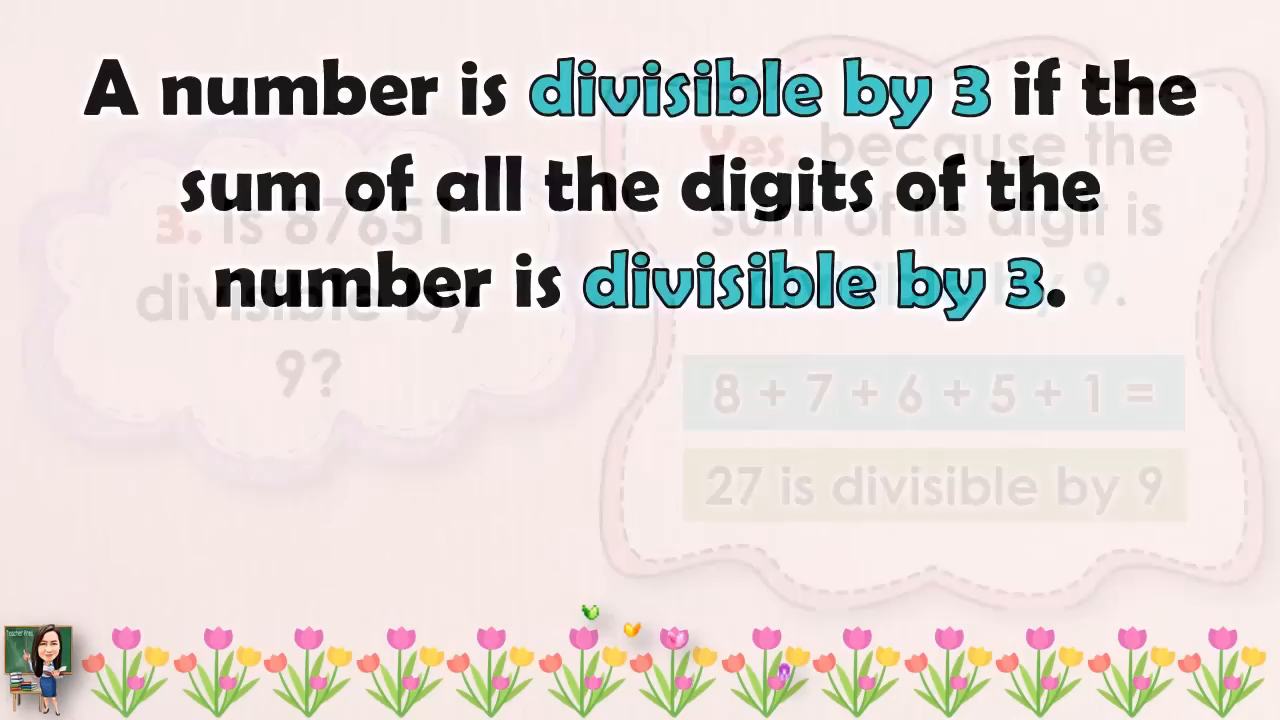 A number is divisible by 3 if the
sum of all the digits of the
number is divisible by 3.
3. Is 87651
divisible by
9?
Yes, because the
sum of its digit is
divisible by 9.
8 + 7 + 6 + 5 + 1 =
27 is divisible by 9